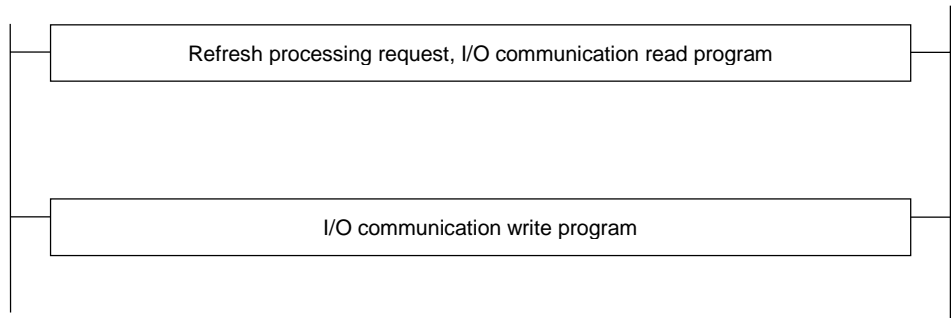 Refresh processing request, I/O communication read program
I/O communication write program